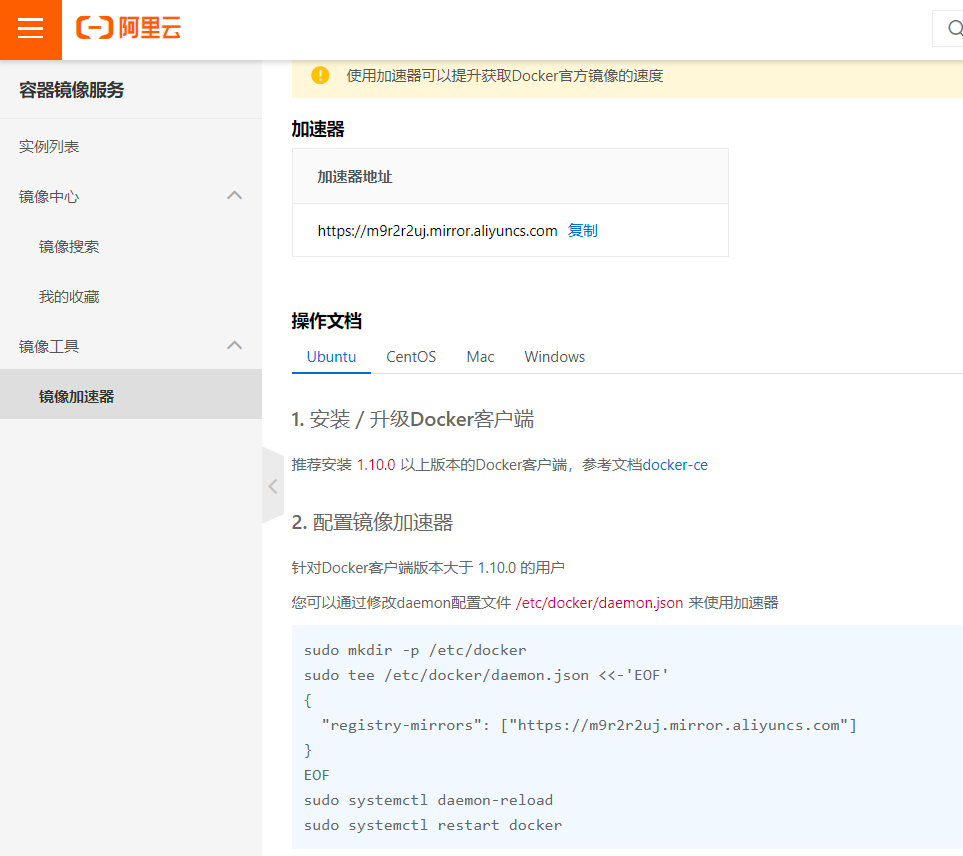 阿里云
容器镜像服务
实例列表
镜像中心
镜像搜索
我的收藏
镜像工具
镜像加速器
使用加速器可以提升获取Docker官方镜像的速度
加速器
加速器地址
https://m9r2r2uj.mirror.aliyuncs.com 复制
操作文档
Ubuntu CentOS Mac Windows
1. 安装 / 升级Docker客户端
推荐安装 1.10.0 以上版本的Docker客户端，参考文档docker-ce
2. 配置镜像加速器
针对Docker客户端版本大于 1.10.0 的用户
您可以通过修改daemon配置文件 /etc/docker/daemon.json 来使用加速器
sudo mkdir -p /etc/docker
sudo tee /etc/docker/daemon.json <<-'EOF'
{
  "registry-mirrors": ["https://m9r2r2uj.mirror.aliyuncs.com"]
}
EOF
sudo systemctl daemon-reload
sudo systemctl restart docker